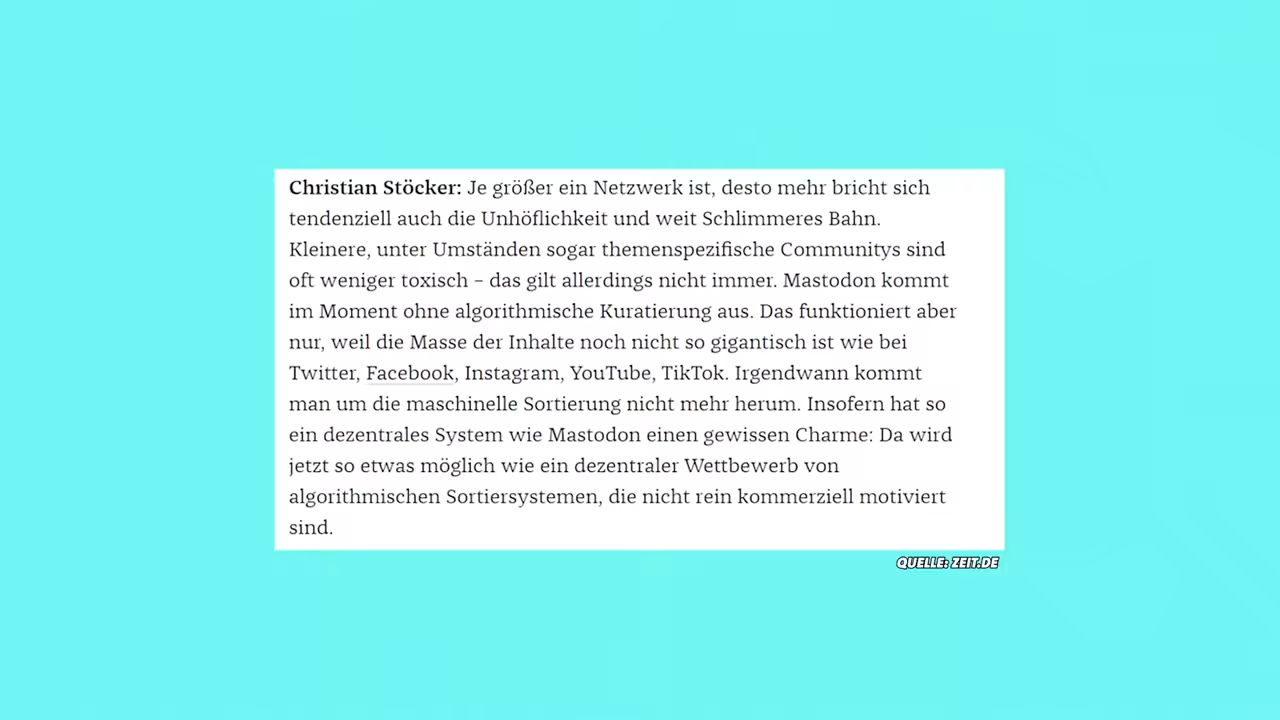 Christian Stöcker: Je größer ein Netzwerk ist, desto mehr bricht sich
tendenziell auch die Unhöflichkeit und weit Schlimmeres Bahn.
Kleinere, unter Umständen sogar themenspezifische Communitys sind
oft weniger toxisch – das gilt allerdings nicht immer. Mastodon kommt
im Moment ohne algorithmische Kuratierung aus. Das funktioniert aber
nur, weil die Masse der Inhalte noch nicht so gigantisch ist wie bei
Twitter, Facebook, Instagram, YouTube, TikTok. Irgendwann kommt
man um die maschinelle Sortierung nicht mehr herum. Insofern hat so
ein dezentrales System wie Mastodon einen gewissen Charme: Da wird
jetzt so etwas möglich wie ein dezentraler Wettbewerb von
algorithmischen Sortiersystemen, die nicht rein kommerziell motiviert
sind.
QUELLE: ZEIT.DE